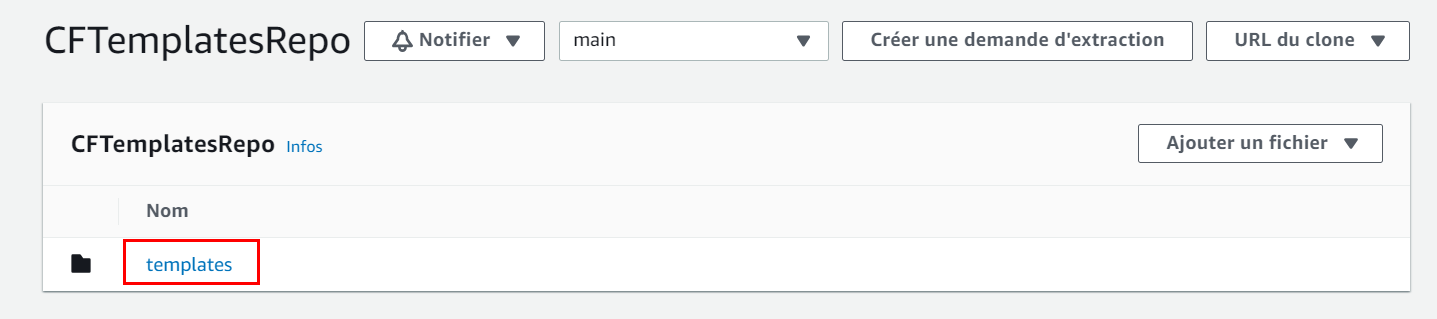 CFTemplatesRepo Notifier main Créer une demande d'extraction URL du clone
CFTemplatesRepo Infos Ajouter un fichier
Nom
templates